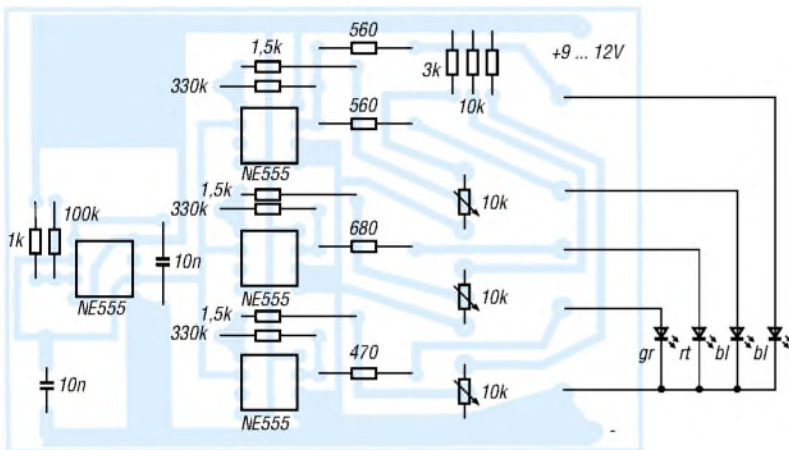 560
1,5k
+9 ... 12V
3k
330k
560
10k
NE555
1,5k
330k
10k
100k
680
1k
10n
NE555
NE555
10k
1,5k
330k
470
gr rt bl bl
10n
10k
NE555
-